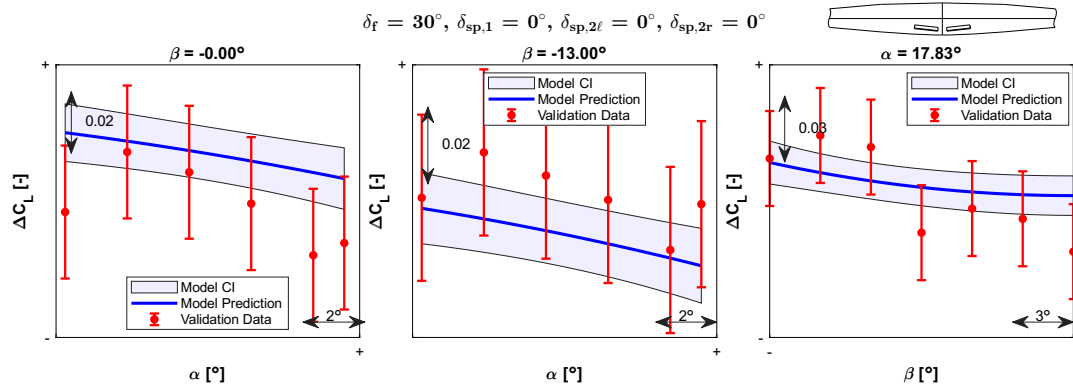 δf = 30°, δsp,1 = 0°, δsp,2ℓ = 0°, δsp,2r = 0°
β = -0.00°
+
0.02
ΔCL [-]
Model CI
Model Prediction
Validation Data
2°
-
+
α [°]
β = -13.00°
+
Model CI
Model Prediction
Validation Data
0.02
ΔCL [-]
2°
-
+
α [°]
α = 17.83°
+
Model CI
Model Prediction
Validation Data
0.03
ΔCL [-]
3°
-
-
+
β [°]